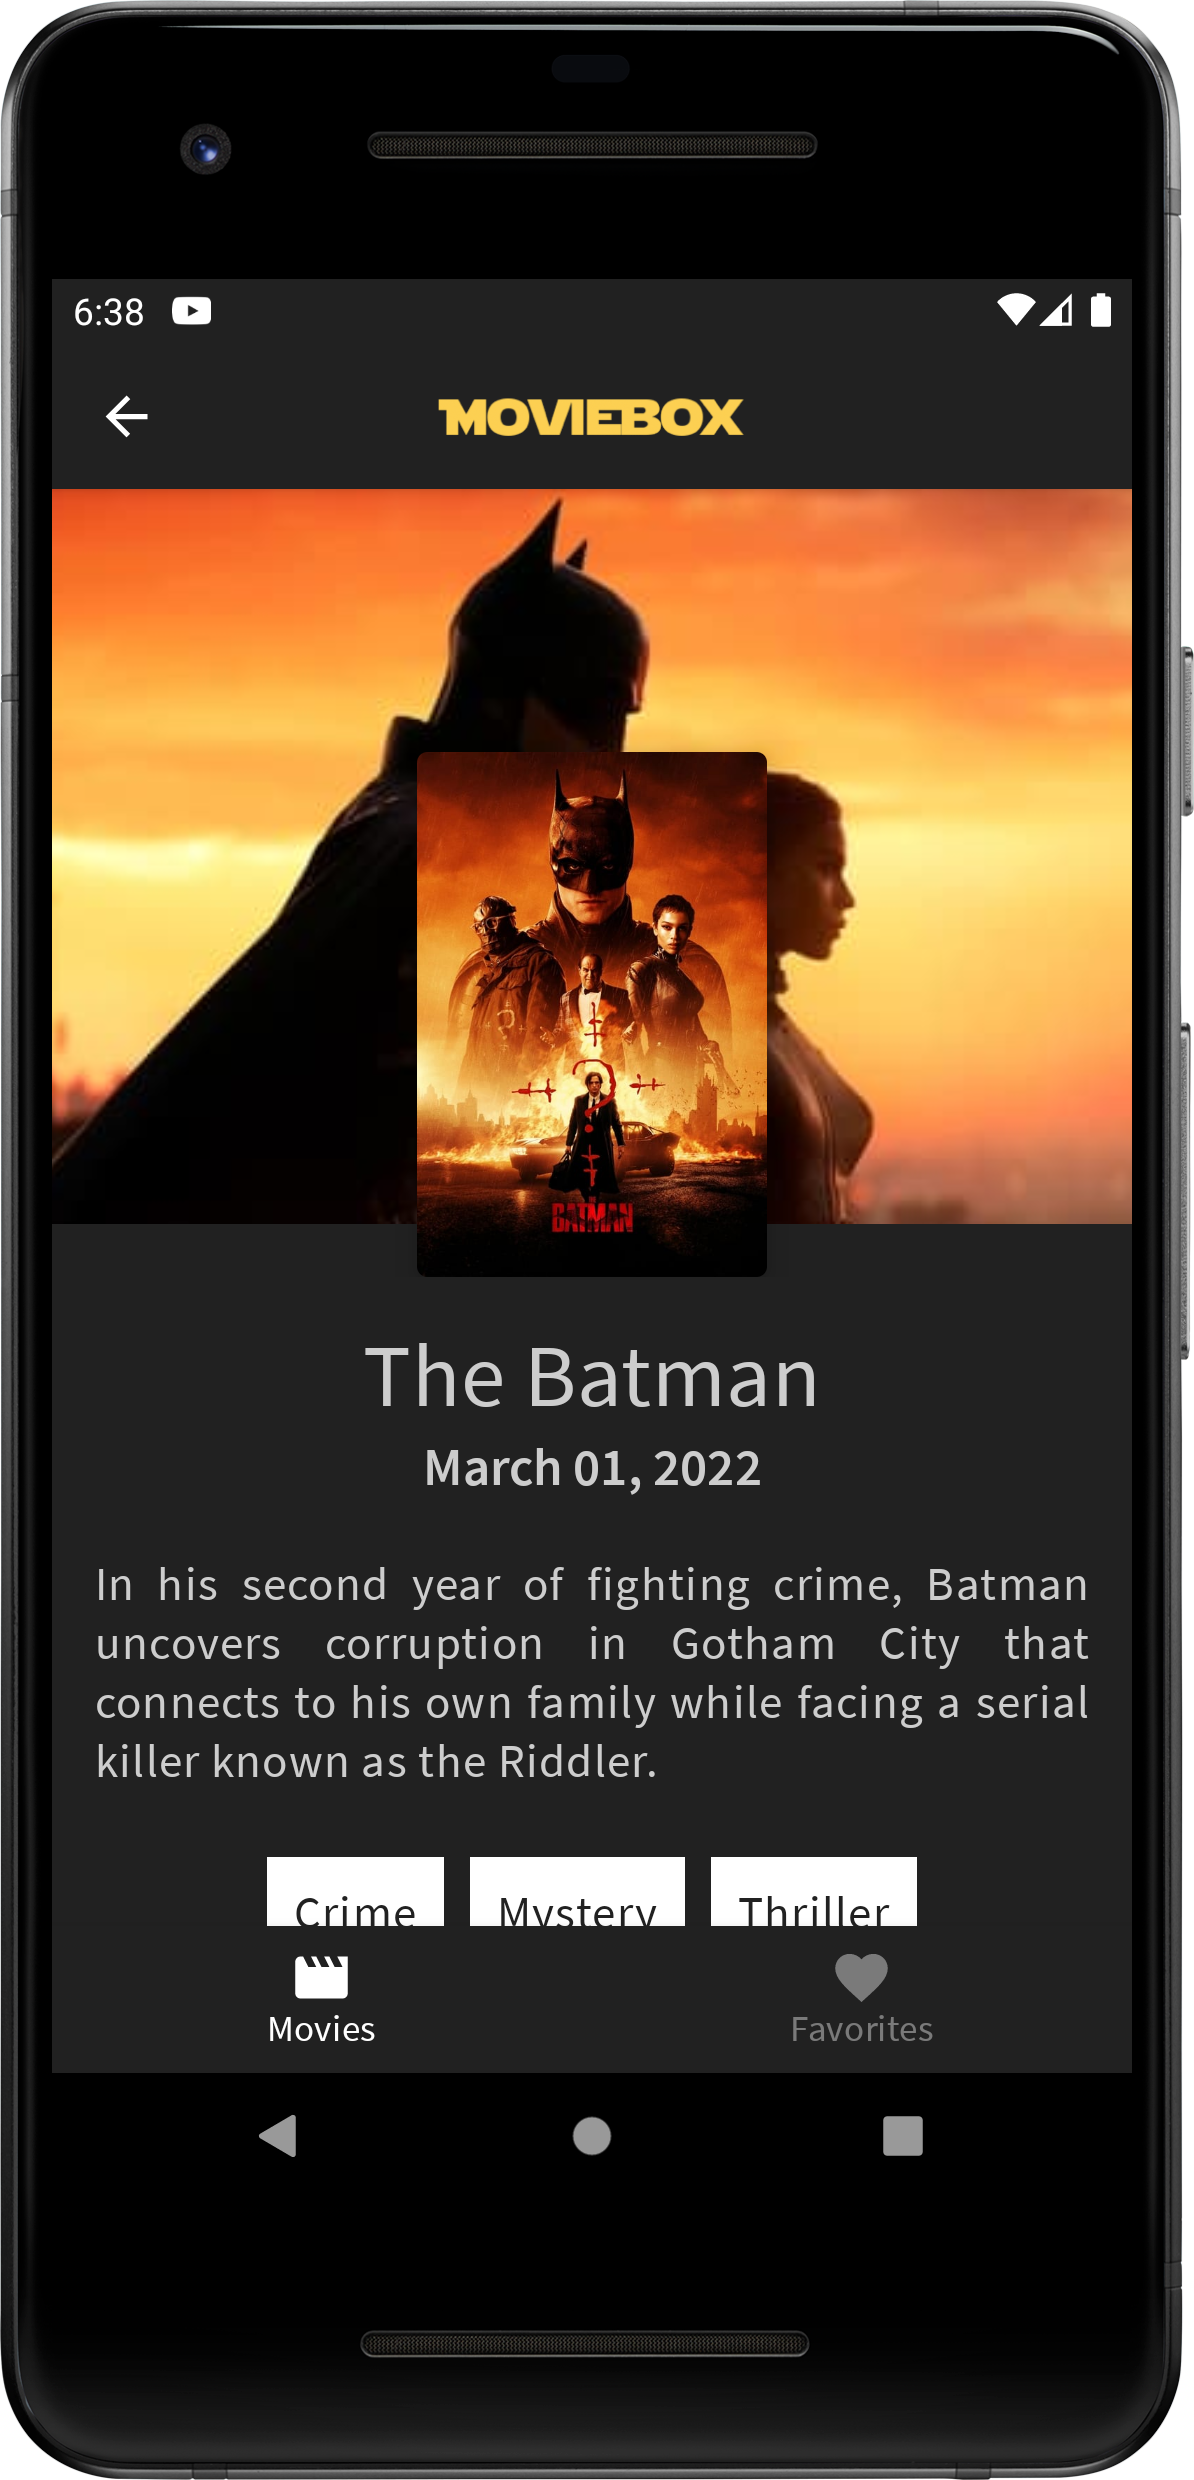 6:38
MOVIEBOX
BATMAN
The Batman
March 01, 2022
In his second year of fighting crime, Batman
uncovers corruption in Gotham City that
connects to his own family while facing a serial
killer known as the Riddler.
Crime Mystery Thriller
Movies Favorites